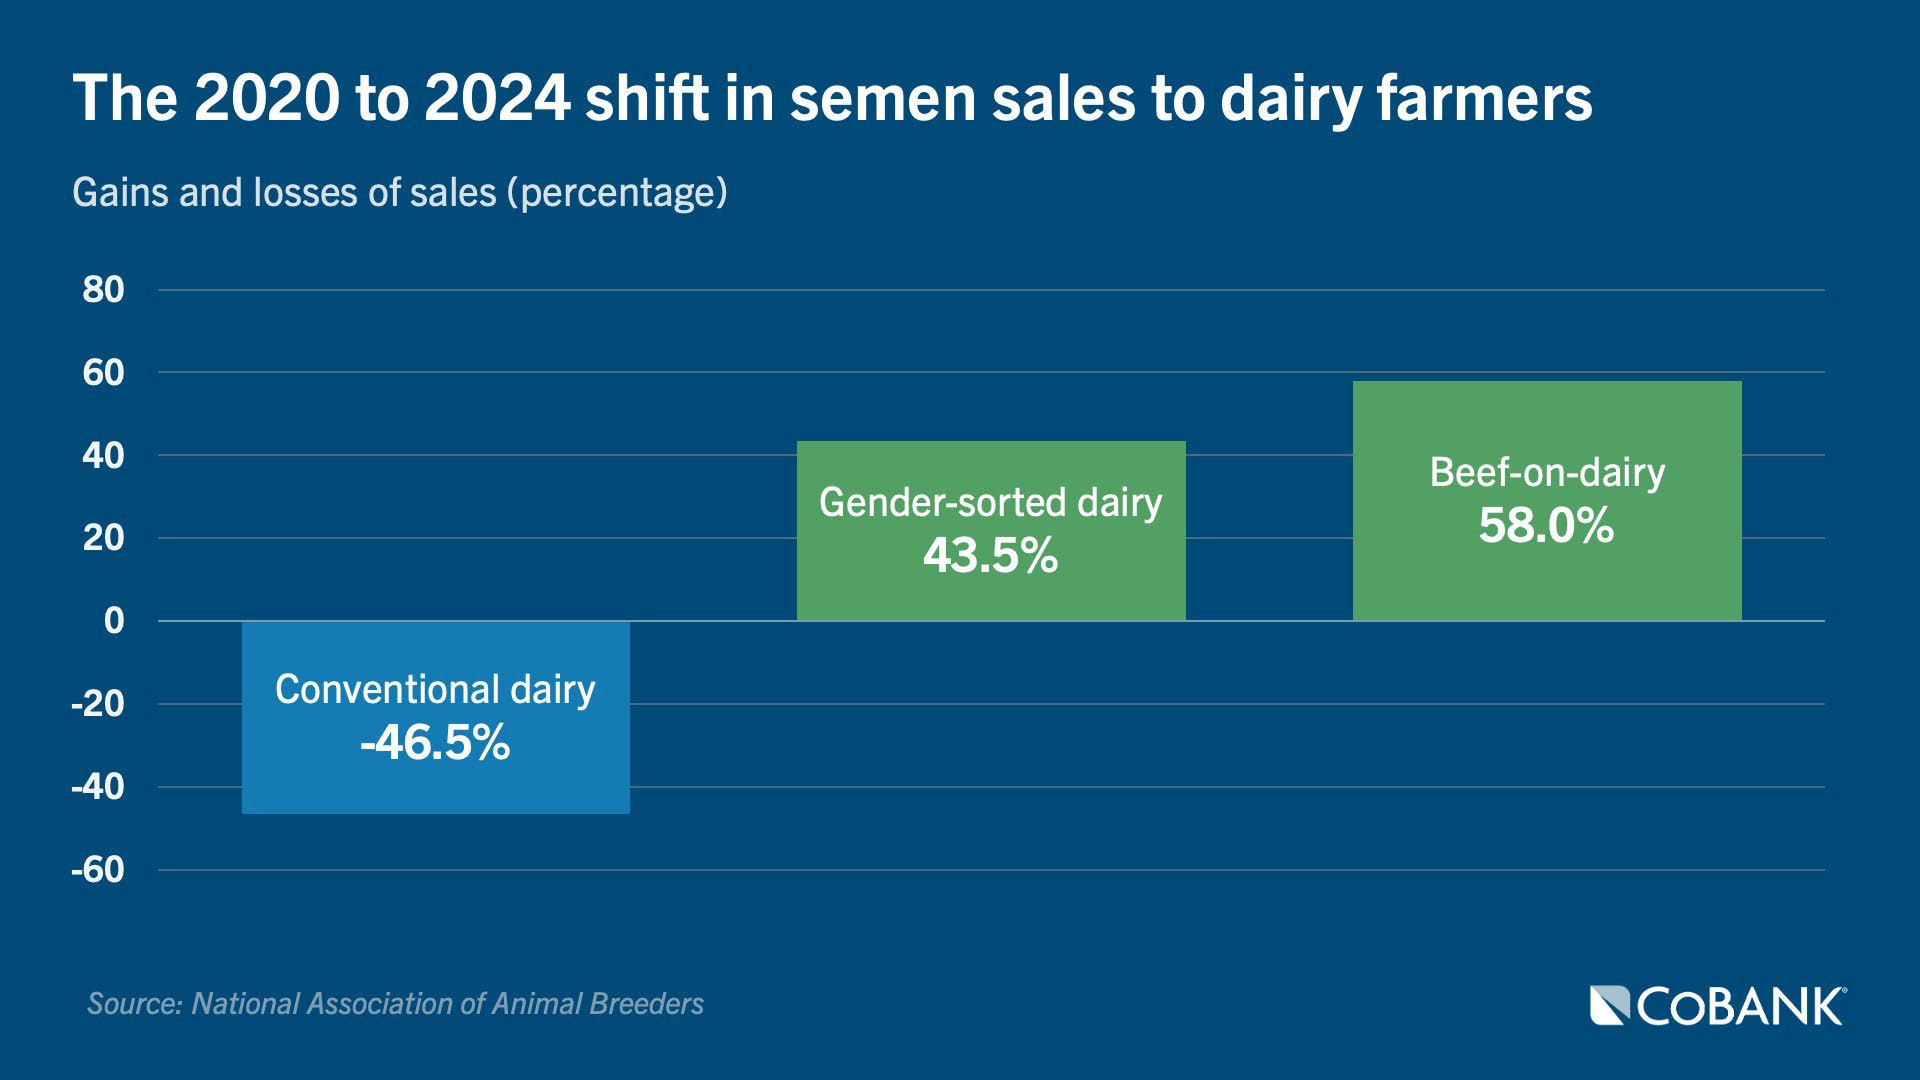 The 2020 to 2024 shift in semen sales to dairy farmers
Gains and losses of sales (percentage)
80
60
40
20
0
-20
-40
-60
Conventional dairy
-46.5%
Gender-sorted dairy
43.5%
Beef-on-dairy
58.0%
Source: National Association of Animal Breeders
COBANK®